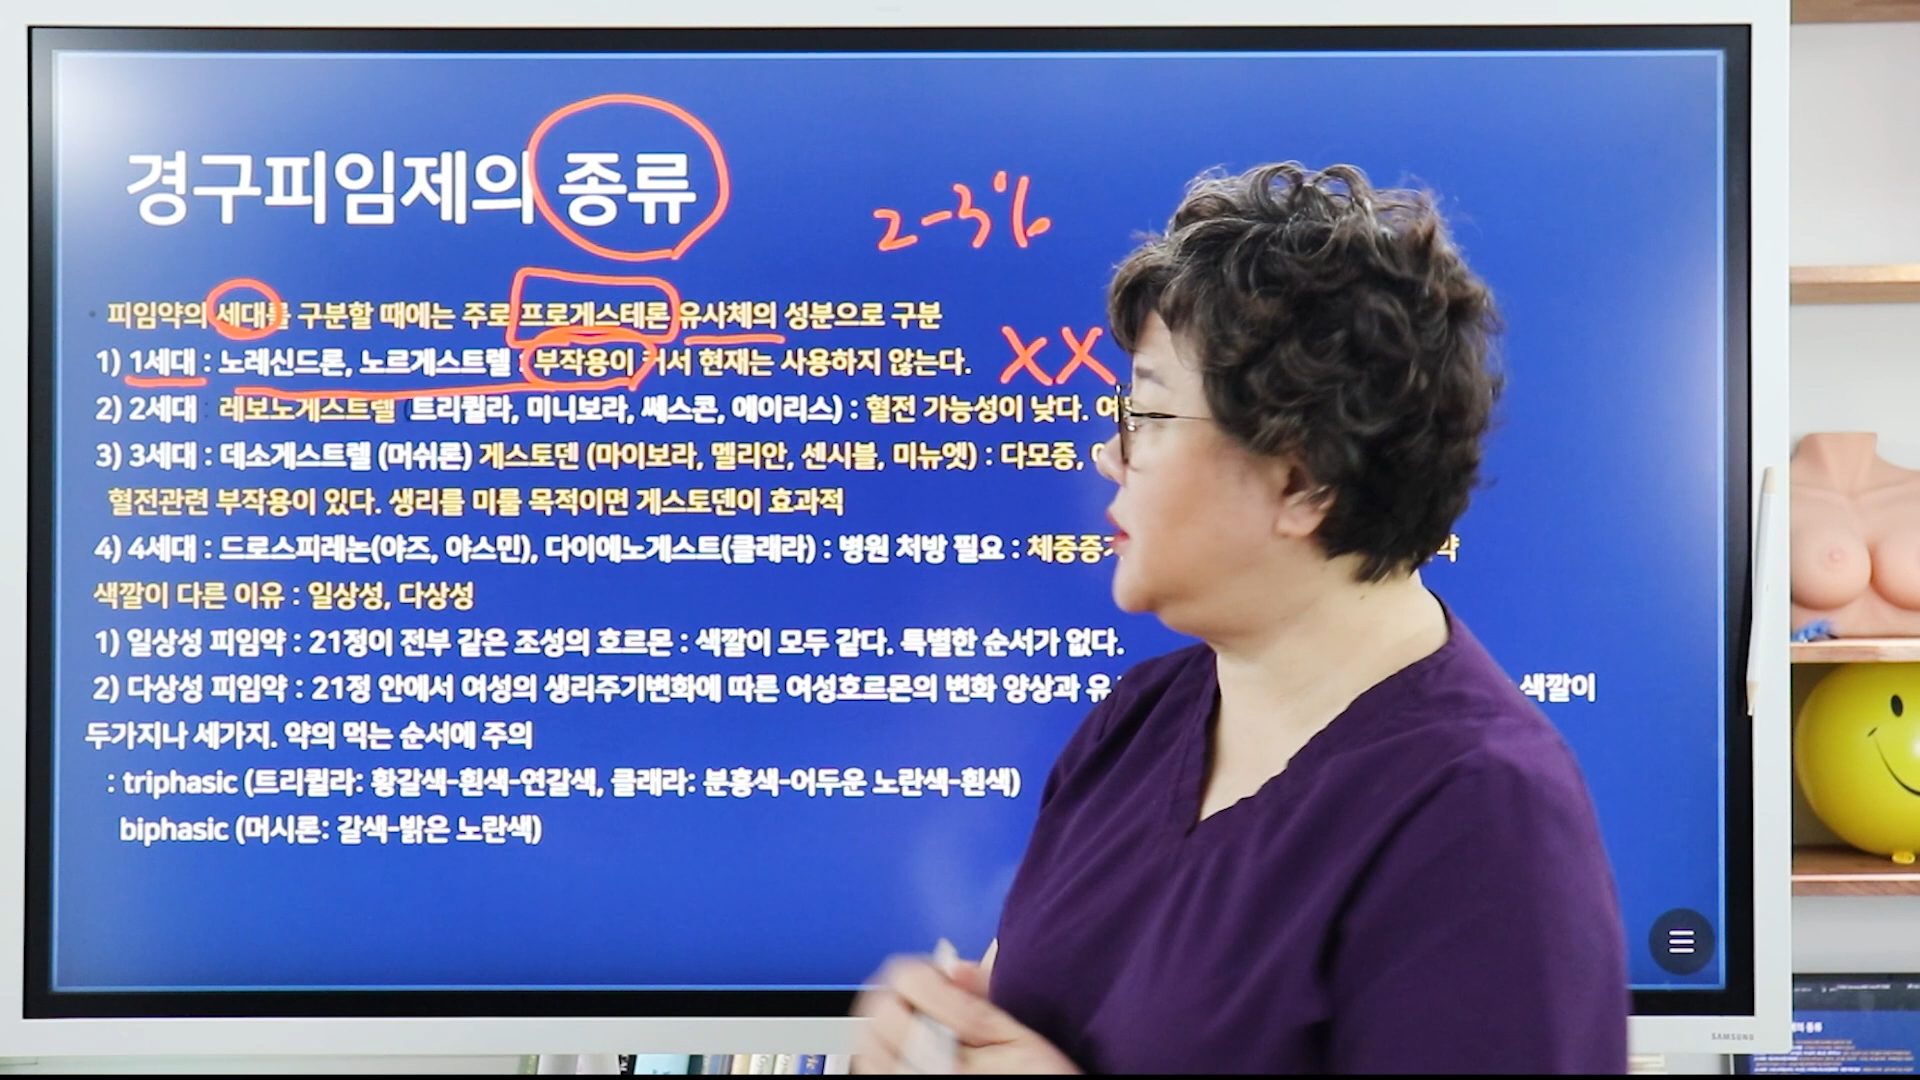 경구피임제의 종류
2-3%
· 피임약의 세대를 구분할 때에는 주로 프로게스테론 유사체의 성분으로 구분
1) 1세대 : 노레신드론, 노르게스트렐 : 부작용이 커서 현재는 사용하지 않는다. XX
2) 2세대 : 레보노게스트렐 (트리퀼라, 미니보라, 쎄스콘, 에이리스) : 혈전 가능성이 낮다.
3) 3세대 : 데소게스트렐 (머쉬론) 게스토덴 (마이보라, 멜리안, 센시블, 미뉴엣) : 다모증,
혈전관련 부작용이 있다. 생리를 미룰 목적이면 게스토덴이 효과적
4) 4세대 : 드로스피레논(야즈, 야스민), 다이에노게스트(클래라) : 병원 처방 필요 : 체중증가 약
색깔이 다른 이유 : 일상성, 다상성
1) 일상성 피임약 : 21정이 전부 같은 조성의 호르몬 : 색깔이 모두 같다. 특별한 순서가 없다.
2) 다상성 피임약 : 21정 안에서 여성의 생리주기변화에 따른 여성호르몬의 변화 양상과 유 색깔이
두가지나 세가지. 약의 먹는 순서에 주의
: triphasic (트리퀼라: 황갈색-흰색-연갈색, 클래라: 분홍색-어두운 노란색-흰색)
biphasic (머시론: 갈색-밝은 노란색)
SAMSUNG